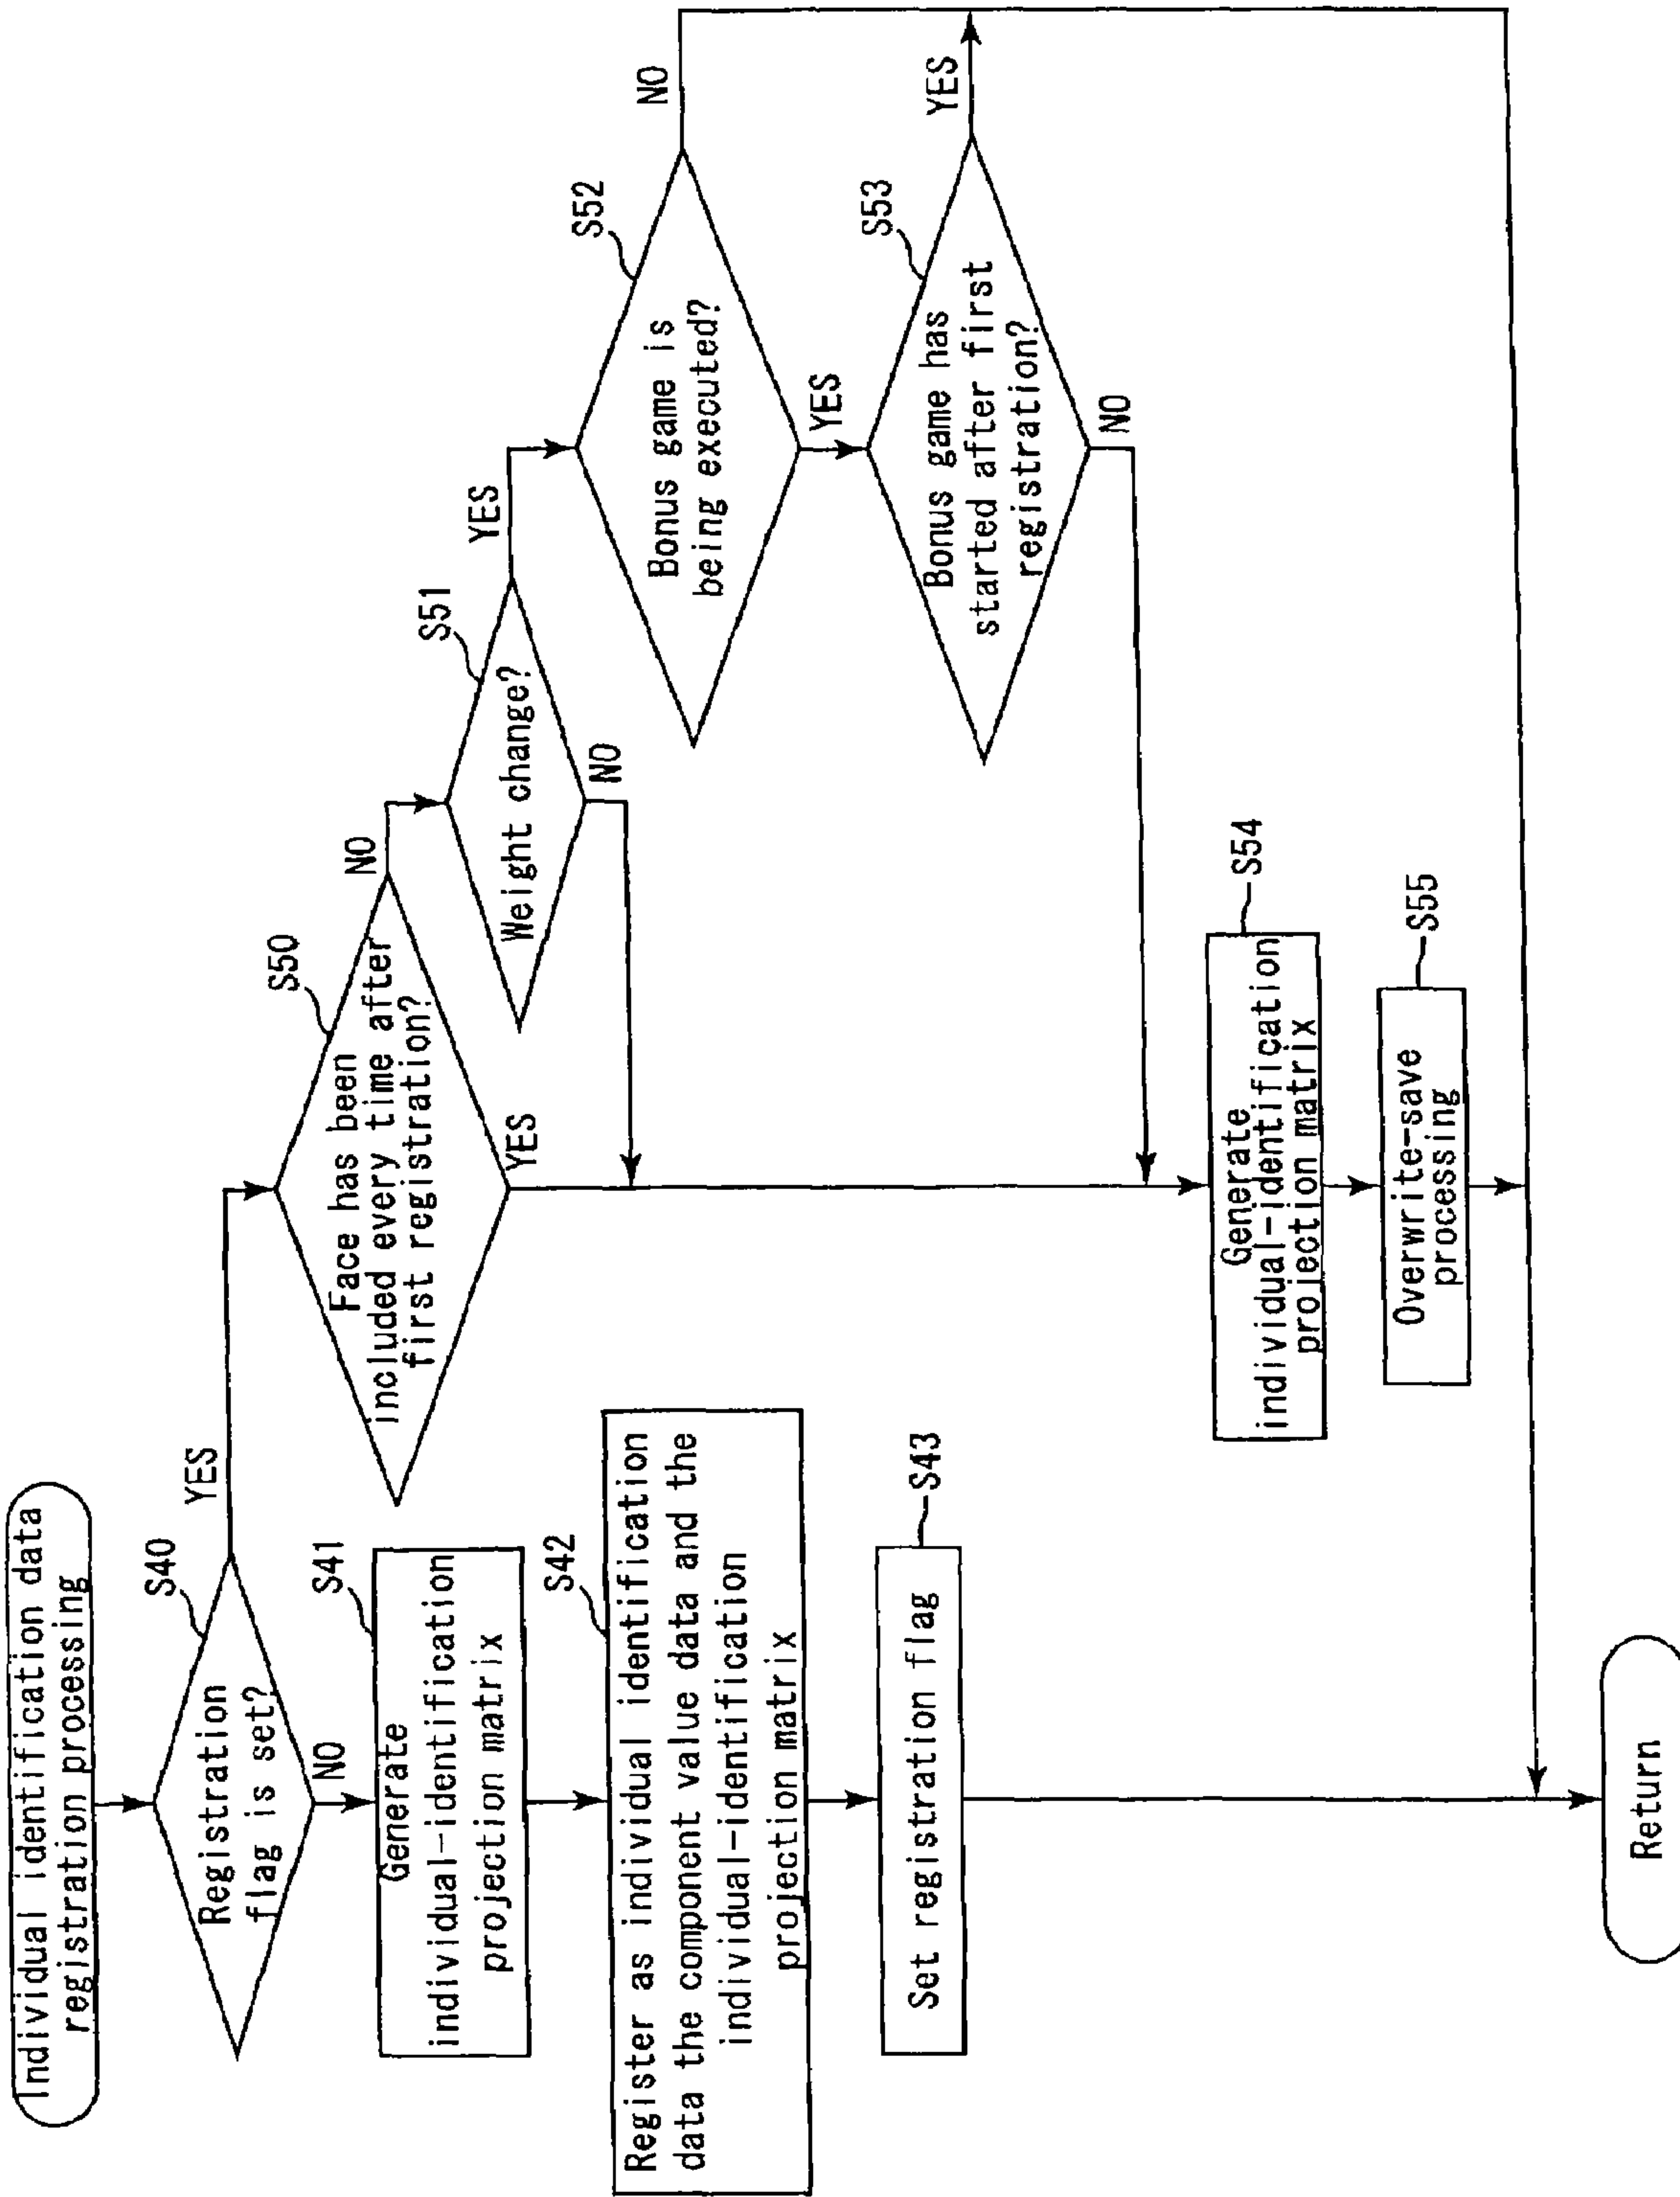 Individual identification data
registration processing
S40
Registration
flag is set?
YES
NO
S41
Generate
individual-identification
projection matrix
S42
Register as individual identification
data the component value data and the
individual-identification
projection matrix
S43
Set registration flag
S50
Face has been
included every time after
first registration?
NO
YES
S51
Weight change?
YES
NO
S52
Bonus game is
being executed?
NO
YES
S53
Bonus game has
started after first
registration?
YES
NO
S54
Generate
individual-identification
projection matrix
S55
Overwrite-save
processing
Return